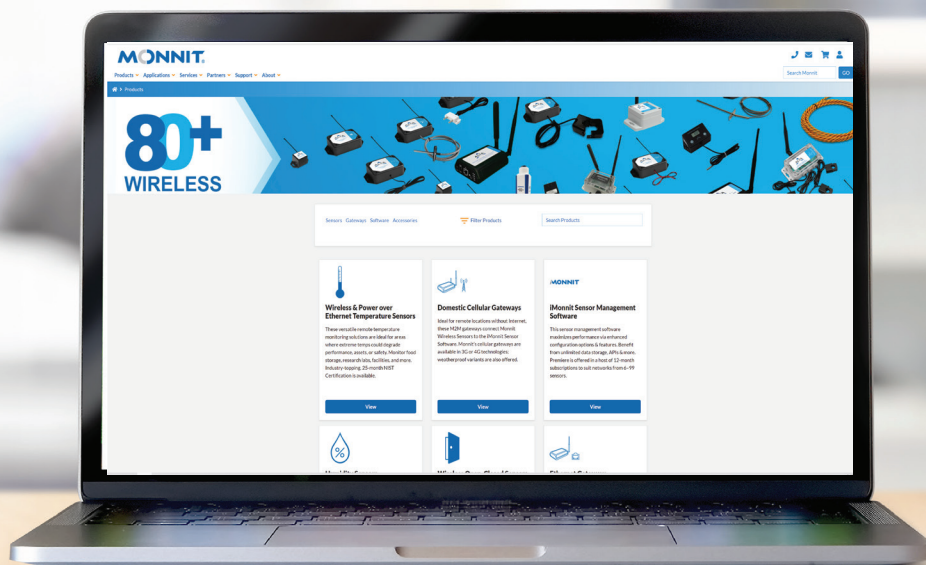 MONNIT
Products Applications Services Partners Support About
Search Monnit GO
Products
80+
WIRELESS
Sensors Gateways Software Accessories Filter Products Search Products
Wireless & Power over
Ethernet Temperature Sensors
These versatile remote temperature
monitoring solutions are ideal for areas
where extreme temps could degrade
performance, assets, or safety. Monitor food
storage, research labs, facilities, and more.
Industry-topping, 25-month NIST
Certification is available.
View
Domestic Cellular Gateways
Ideal for remote locations without Internet,
these M2M gateways connect Monnit
Wireless Sensors to the iMonnit Sensor
Software. Monnit's cellular gateways are
available in 3G or 4G technologies;
weatherproof variants are also offered.
View
iMONNIT
iMonnit Sensor Management
Software
This sensor management software
maximizes performance via enhanced
configuration options & features. Benefit
from unlimited data storage, APIs & more.
Premiere is offered in a host of 12-month
subscriptions to suit networks from 6-99
sensors.
View
%